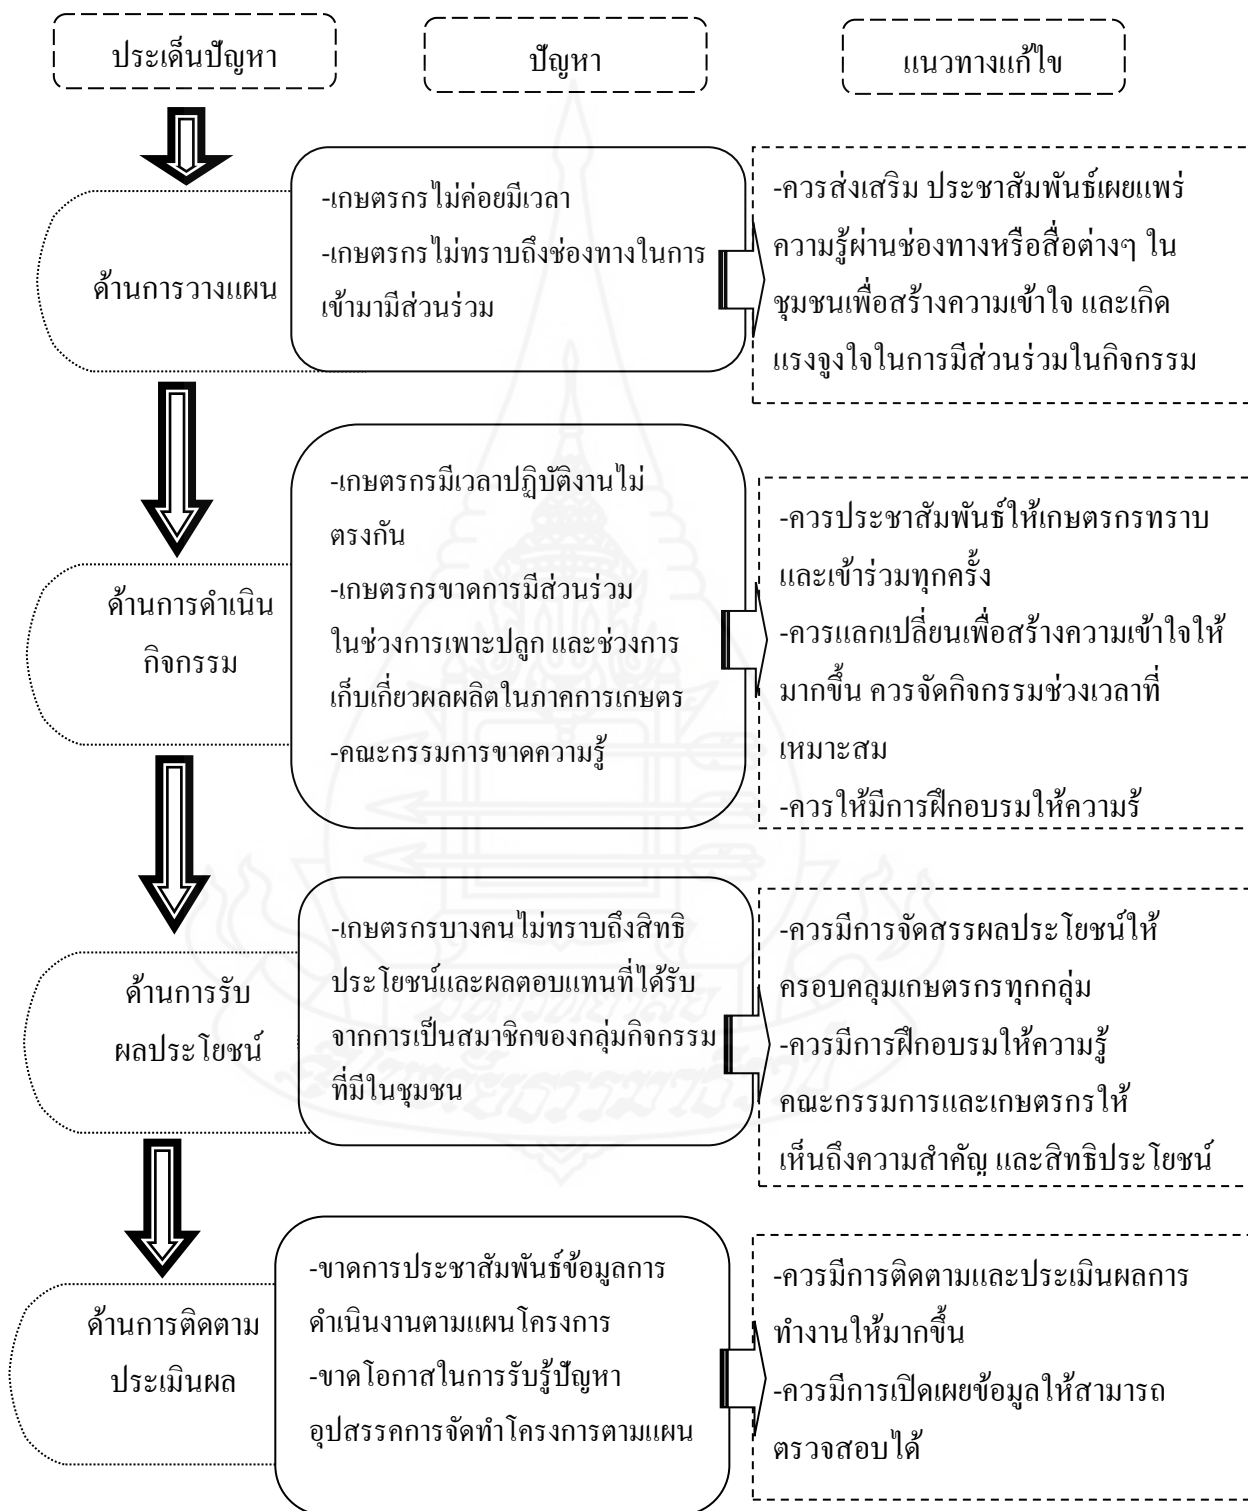 ประเด็นปัญหา
ปัญหา
แนวทางแก้ไข
ด้านการวางแผน
-เกษตรกรไม่ค่อยมีเวลา
-เกษตรกรไม่ทราบถึงช่องทางในการ
เข้ามามีส่วนร่วม
-ควรส่งเสริม ประชาสัมพันธ์เผยแพร่
ความรู้ผ่านช่องทางหรือสื่อต่างๆ ใน
ชุมชนเพื่อสร้างความเข้าใจ และเกิด
แรงจูงใจในการมีส่วนร่วมในกิจกรรม
ด้านการดำเนิน
กิจกรรม
-เกษตรกรมีเวลาปฏิบัติงานไม่
ตรงกัน
-เกษตรกรขาดการมีส่วนร่วม
ในช่วงการเพาะปลูก และช่วงการ
เก็บเกี่ยวผลผลิตในภาคการเกษตร
-คณะกรรมการขาดความรู้
-ควรประชาสัมพันธ์ให้เกษตรกรทราบ
และเข้าร่วมทุกครั้ง
-ควรแลกเปลี่ยนเพื่อสร้างความเข้าใจให้
มากขึ้น ควรจัดกิจกรรมช่วงเวลาที่
เหมาะสม
-ควรให้มีการฝึกอบรมให้ความรู้
ด้านการรับ
ผลประโยชน์
-เกษตรกรบางคนไม่ทราบถึงสิทธิ
ประโยชน์และผลตอบแทนที่ได้รับ
จากการเป็นสมาชิกของกลุ่มกิจกรรม
ที่มีในชุมชน
-ควรมีการจัดสรรผลประโยชน์ให้
ครอบคลุมเกษตรกรทุกกลุ่ม
-ควรมีการฝึกอบรมให้ความรู้
คณะกรรมการและเกษตรกรให้
เห็นถึงความสำคัญ และสิทธิประโยชน์
ด้านการติดตาม
ประเมินผล
-ขาดการประชาสัมพันธ์ข้อมูลการ
ดำเนินงานตามแผนโครงการ
-ขาดโอกาสในการรับรู้ปัญหา
อุปสรรคการจัดทำโครงการตามแผน
-ควรมีการติดตามและประเมินผลการ
ทำงานให้มากขึ้น
-ควรมีการเปิดเผยข้อมูลให้สามารถ
ตรวจสอบได้
มหาวิทยาลัย
สุโขทัยธรรมาธิราช